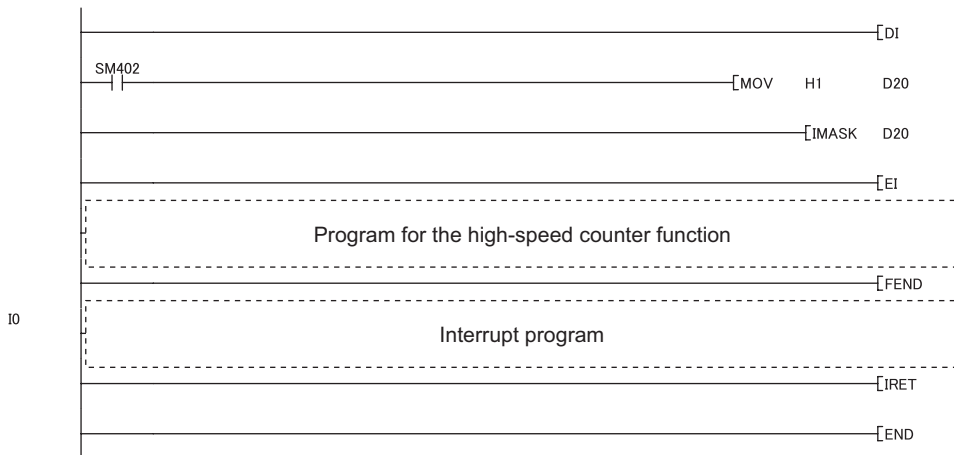 [DI
SM402
[MOV H1 D20
[IMASK D20
[EI
Program for the high-speed counter function
[FEND
I0
Interrupt program
[IRET
[END